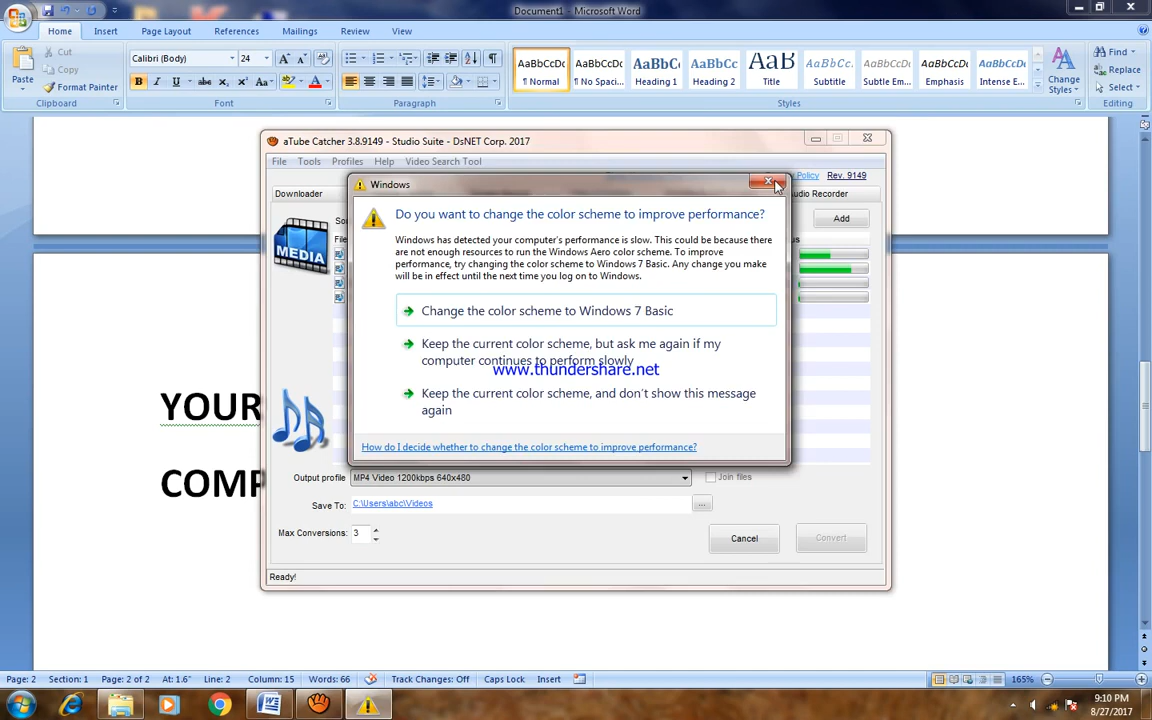 Document1 - Microsoft Word
Home Insert Page Layout References Mailings Review View
Paste
Cut
Copy
Format Painter
Clipboard
Calibri (Body) 24
Font
Paragraph
AaBbCcDc AaBbCcDc AaBbCc AaBbCc AaB AaBbCc. AaBbCcDc AaBbCcDc AaBbCcDc
¶ Normal ¶ No Spaci... Heading 1 Heading 2 Title Subtitle Subtle Em... Emphasis Intense E...
Change Styles
Styles
Find
Replace
Select
Editing
aTube Catcher 3.8.9149 - Studio Suite - DsNET Corp. 2017
File Tools Profiles Help Video Search Tool
Policy Rev. 9149
Downloader
Audio Recorder
Add
Windows
Do you want to change the color scheme to improve performance?
Windows has detected your computer's performance is slow. This could be because there
are not enough resources to run the Windows Aero color scheme. To improve
performance, try changing the color scheme to Windows 7 Basic. Any change you make
will be in effect until the next time you log on to Windows.
Change the color scheme to Windows 7 Basic
Keep the current color scheme, but ask me again if my
computer continues to perform slowly
www.thundershare.net
Keep the current color scheme, and don't show this message
again
How do I decide whether to change the color scheme to improve performance?
MEDIA
YOUR
COMP
Output profile MP4 Video 1200kbps 640x480 Join files
Save To: C:\Users\abc\Videos ...
Max Conversions: 3
Cancel Convert
Ready!
Page: 2 Section: 1 Page: 2 of 2 At: 1.6" Line: 2 Column: 15 Words: 66 Track Changes: Off Caps Lock Insert 165%
9:10 PM
8/27/2017